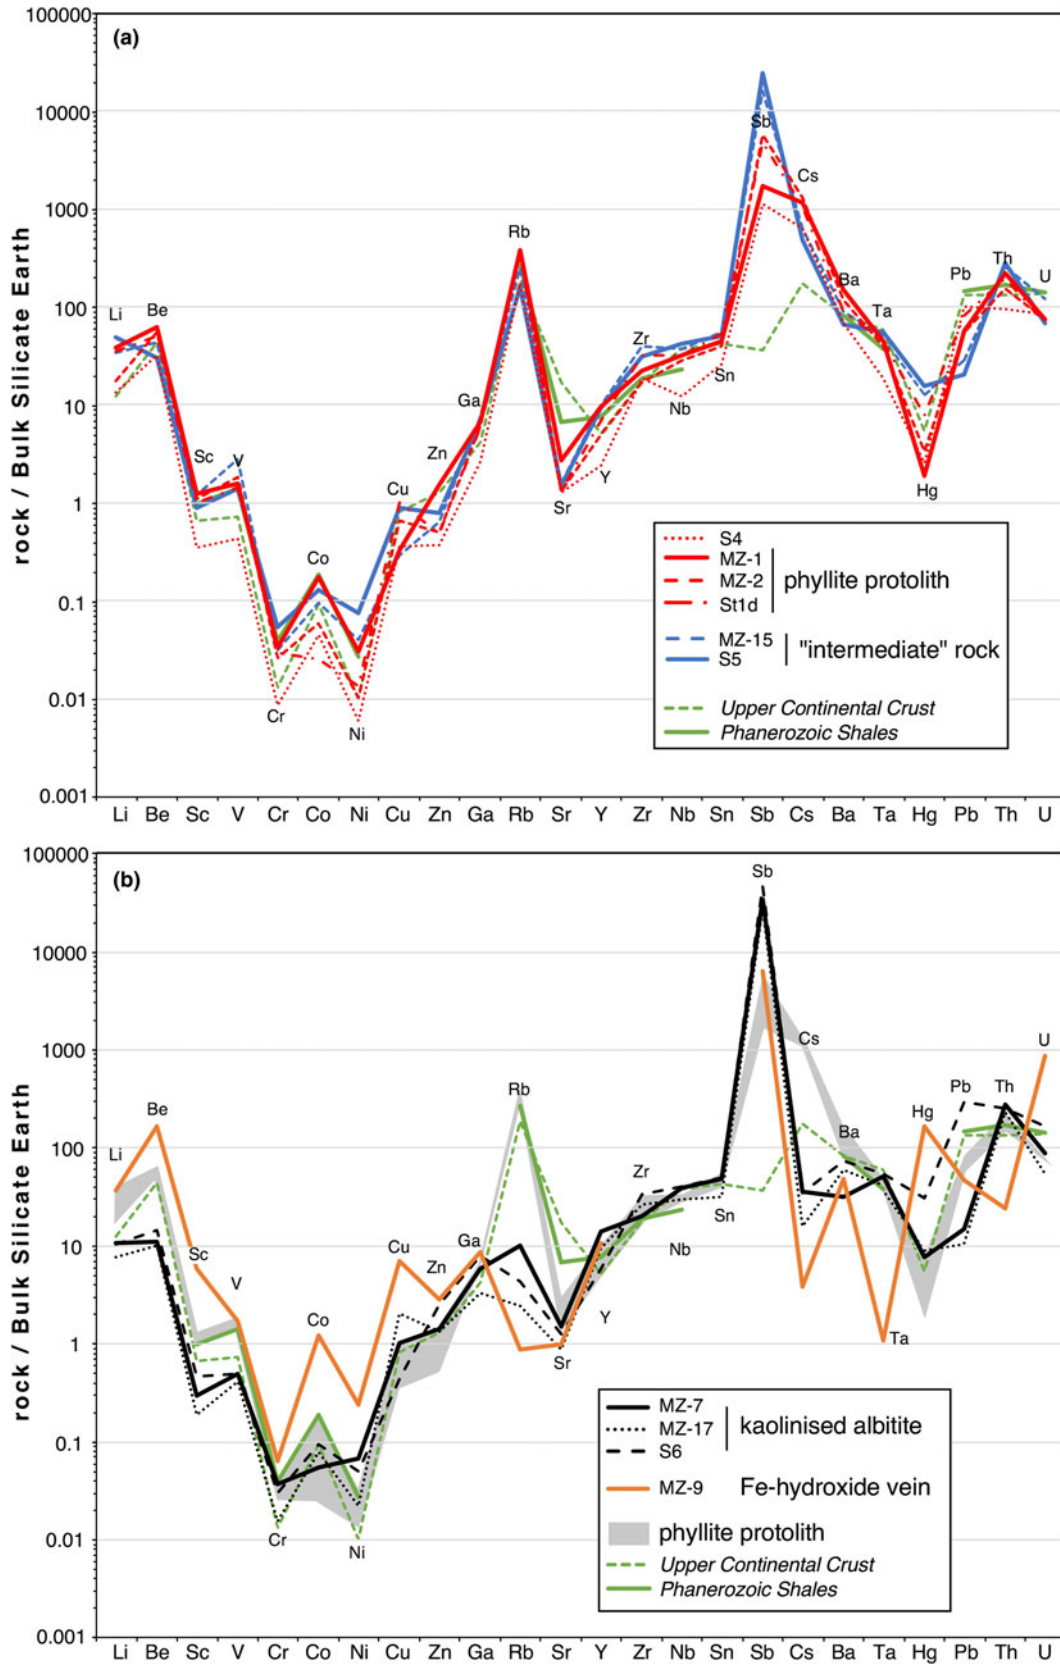 (a)
rock / Bulk Silicate Earth
100000
10000
1000
100
10
1
0.1
0.01
0.001
Li
Be
Sc
V
Cr
Co
Ni
Cu
Zn
Ga
Rb
Sr
Y
Zr
Nb
Sn
Sb
Cs
Ba
Ta
Hg
Pb
Th
U
S4
MZ-1
MZ-2
St1d
phyllite protolith
MZ-15
S5
"intermediate" rock
Upper Continental Crust
Phanerozoic Shales
Li Be Sc V Cr Co Ni Cu Zn Ga Rb Sr Y Zr Nb Sn Sb Cs Ba Ta Hg Pb Th U
(b)
rock / Bulk Silicate Earth
100000
10000
1000
100
10
1
0.1
0.01
0.001
Li
Be
Sc
V
Cr
Co
Ni
Cu
Zn
Ga
Rb
Sr
Y
Zr
Nb
Sn
Sb
Cs
Ba
Ta
Hg
Pb
Th
U
MZ-7
MZ-17
S6
kaolinised albitite
MZ-9
Fe-hydroxide vein
phyllite protolith
Upper Continental Crust
Phanerozoic Shales
Li Be Sc V Cr Co Ni Cu Zn Ga Rb Sr Y Zr Nb Sn Sb Cs Ba Ta Hg Pb Th U